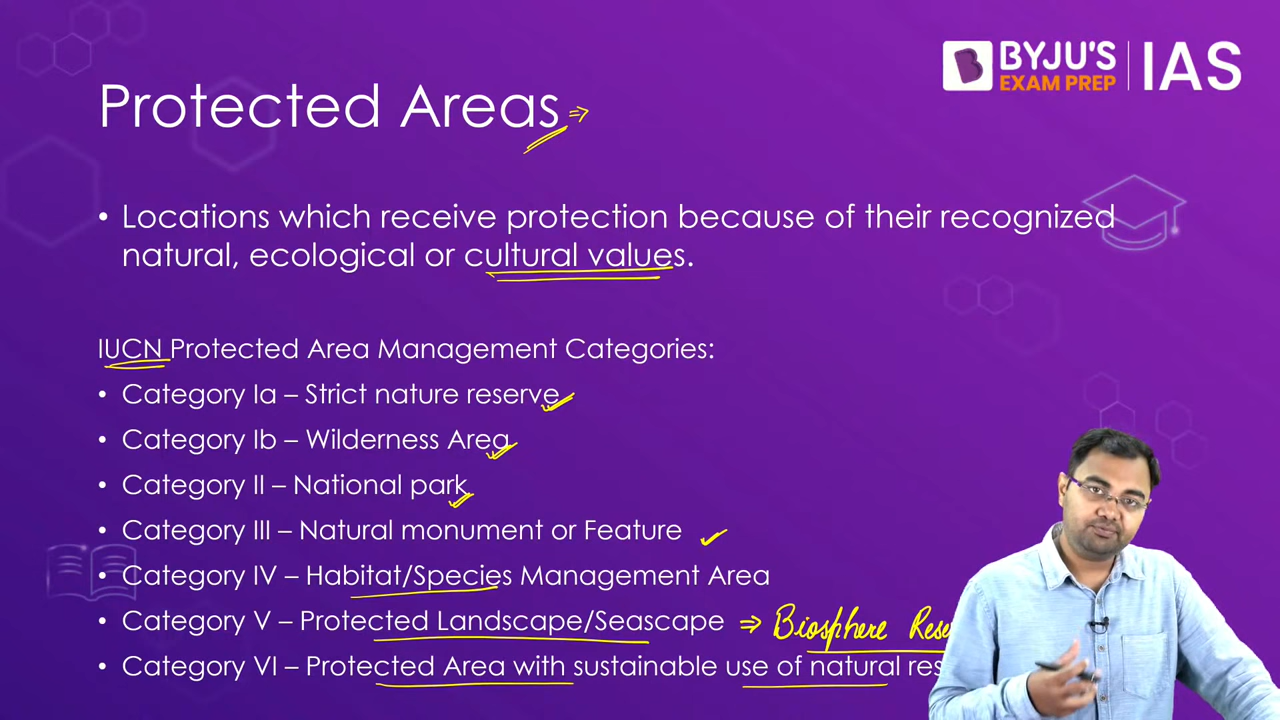 BYJU'S
EXAM PREP
IAS
Protected Areas ⇒
• Locations which receive protection because of their recognized
natural, ecological or cultural values.
IUCN Protected Area Management Categories:
• Category Ia – Strict nature reserve
• Category Ib – Wilderness Area
• Category II – National park
• Category III – Natural monument or Feature
• Category IV – Habitat/Species Management Area
• Category V – Protected Landscape/Seascape ⇒ Biosphere
• Category VI – Protected Area with sustainable use of natural